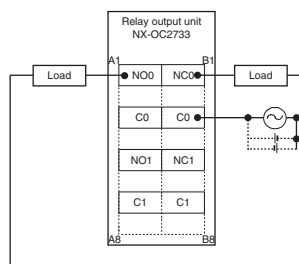 Relay output unit
NX-OC2733
A1 B1
Load NO0 NC0 Load
C0 C0
NO1 NC1
C1 C1
A8 B8